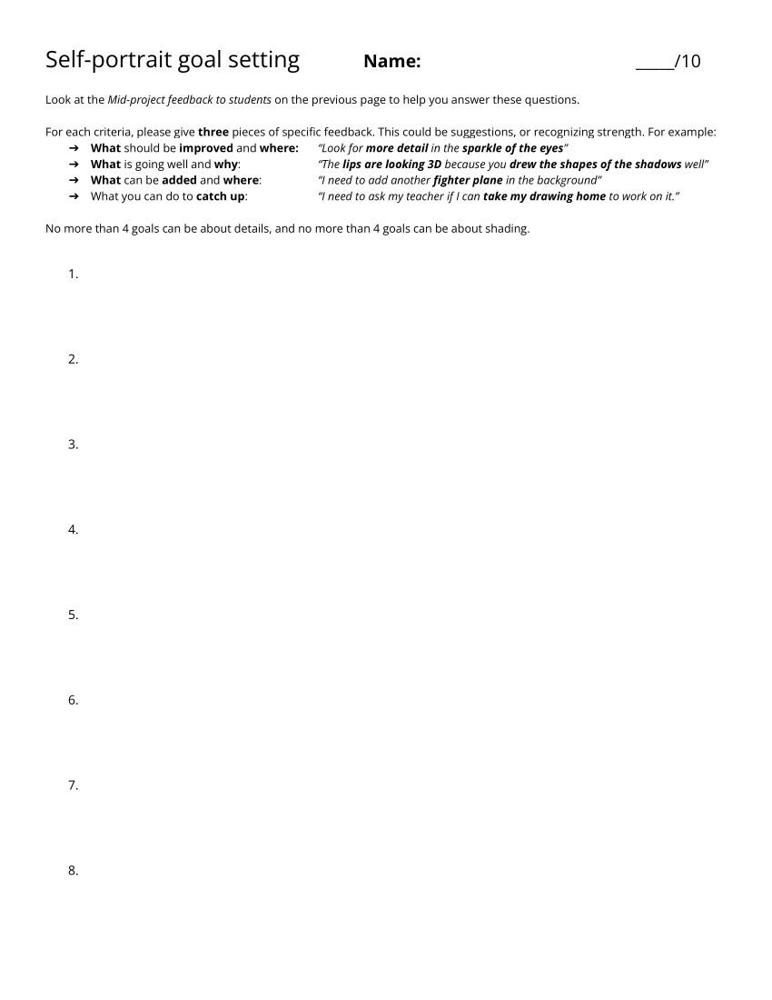 Self-portrait goal setting Name: _____/10
Look at the Mid-project feedback to students on the previous page to help you answer these questions.
For each criteria, please give three pieces of specific feedback. This could be suggestions, or recognizing strength. For example:
➔ What should be improved and where: “Look for more detail in the sparkle of the eyes”
➔ What is going well and why: “The lips are looking 3D because you drew the shapes of the shadows well”
➔ What can be added and where: “I need to add another fighter plane in the background”
➔ What you can do to catch up: “I need to ask my teacher if I can take my drawing home to work on it.”
No more than 4 goals can be about details, and no more than 4 goals can be about shading.
1.
2.
3.
4.
5.
6.
7.
8.